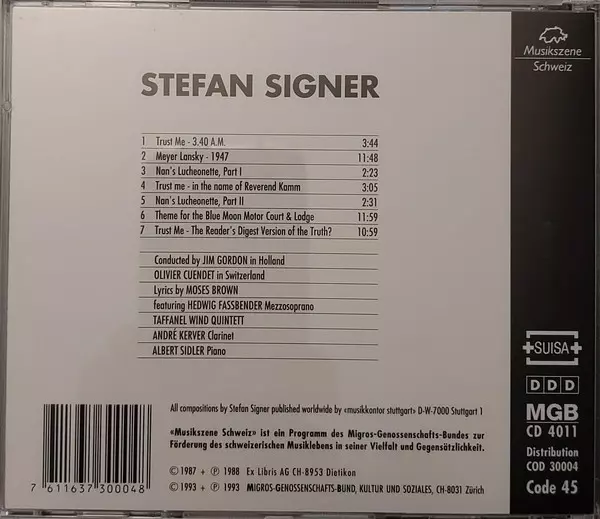 Musikszene
Schweiz
STEFAN SIGNER
1 Trust Me - 3.40 A.M. 3:44
2 Meyer Lansky - 1947 11:48
3 Nan's Lucheonette, Part I 2:23
4 Trust me - in the name of Reverend Kamm 3:05
5 Nan's Lucheonette, Part II 2:31
6 Theme for the Blue Moon Motor Court & Lodge 11:59
7 Trust Me - The Reader's Digest Version of the Truth? 10:59
Conducted by JIM GORDON in Holland
OLIVIER CUENDET in Switzerland
Lyrics by MOSES BROWN
featuring HEDWIG FASSBENDER Mezzosoprano
TAFFANEL WIND QUINTETT
ANDRÉ KERVER Clarinet
ALBERT SIDLER Piano
All compositions by Stefan Signer published worldwide by «musikkontor stuttgart» D-W-7000 Stuttgart 1
«Musikszene Schweiz» ist ein Programm des Migros-Genossenschafts-Bundes zur
Förderung des schweizerischen Musiklebens in seiner Vielfalt und Gegensätzlichkeit.
© 1987 + ℗ 1988 Ex Libris AG CH-8953 Dietikon
© 1993 + ℗ 1993 MIGROS-GENOSSENSCHAFTS-BUND, KULTUR UND SOZIALES, CH-8031 Zürich
7 611637 300048
SUISA
DDD
MGB
CD 4011
Distribution
COD 30004
Code 45